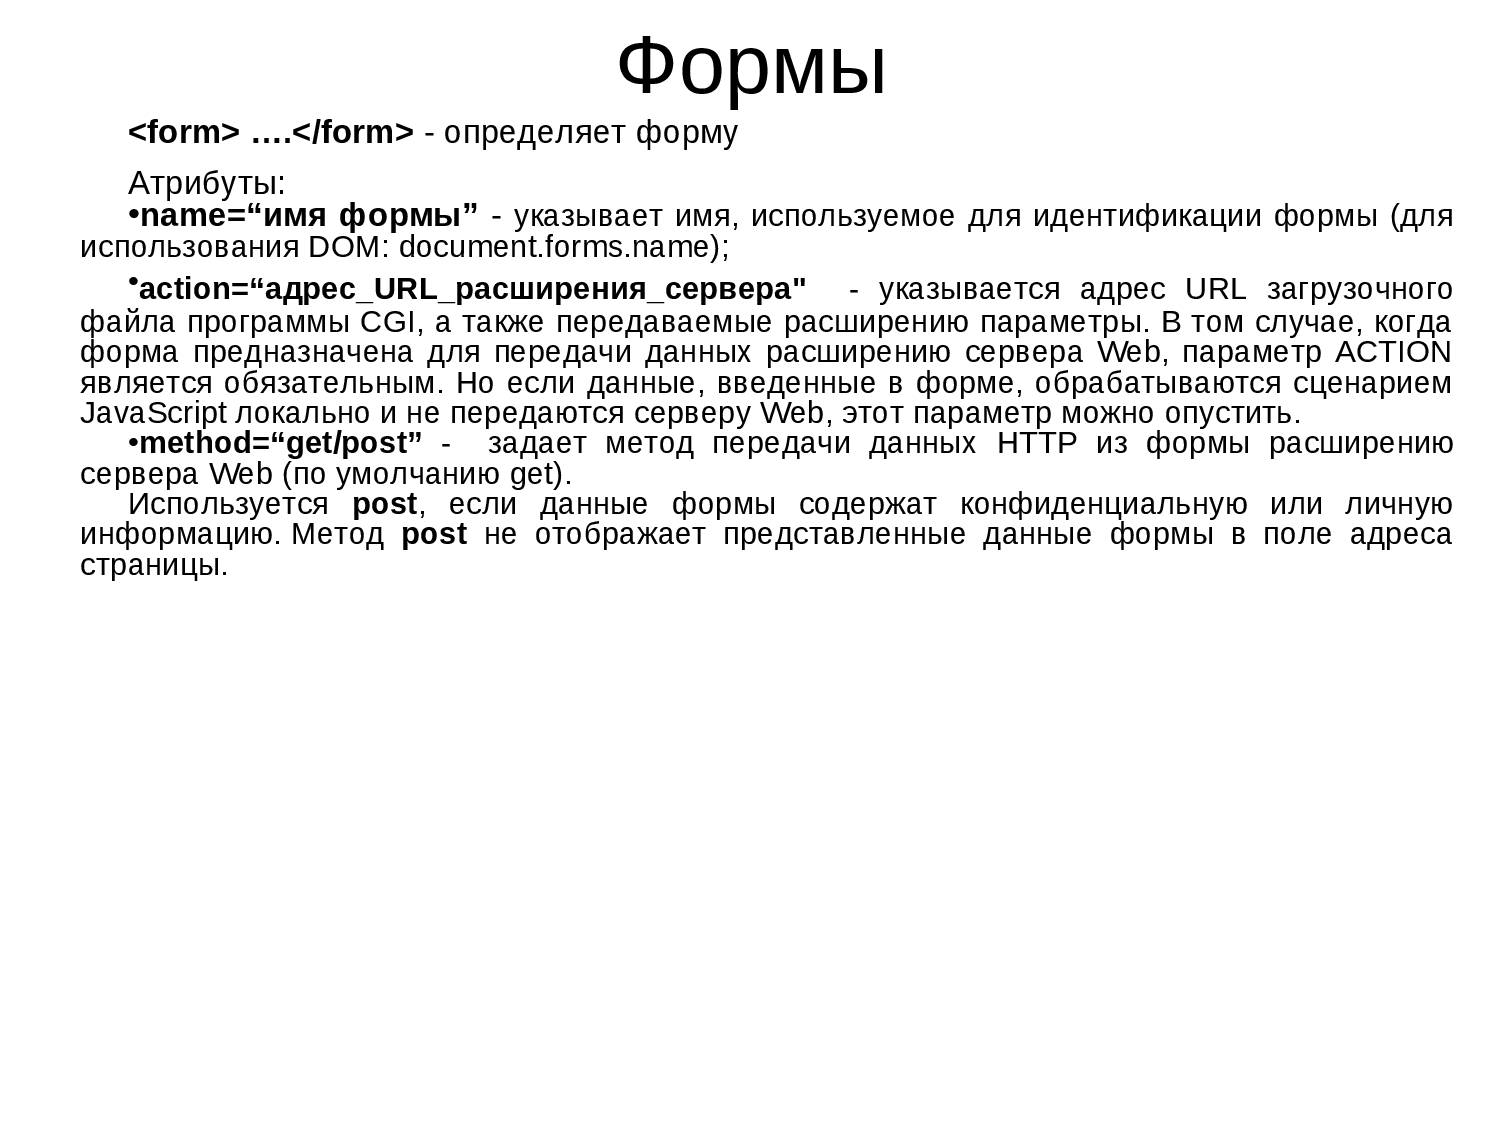 Формы
<form> ….</form> - определяет форму
Атрибуты:
•name=“имя формы” - указывает имя, используемое для идентификации формы (для
использования DOM: document.forms.name);
•action=“адрес_URL_расширения_сервера" - указывается адрес URL загрузочного
файла программы CGI, а также передаваемые расширению параметры. В том случае, когда
форма предназначена для передачи данных расширению сервера Web, параметр ACTION
является обязательным. Но если данные, введенные в форме, обрабатываются сценарием
JavaScript локально и не передаются серверу Web, этот параметр можно опустить.
•method=“get/post” - задает метод передачи данных HTTP из формы расширению
сервера Web (по умолчанию get).
Используется post, если данные формы содержат конфиденциальную или личную
информацию. Метод post не отображает представленные данные формы в поле адреса
страницы.